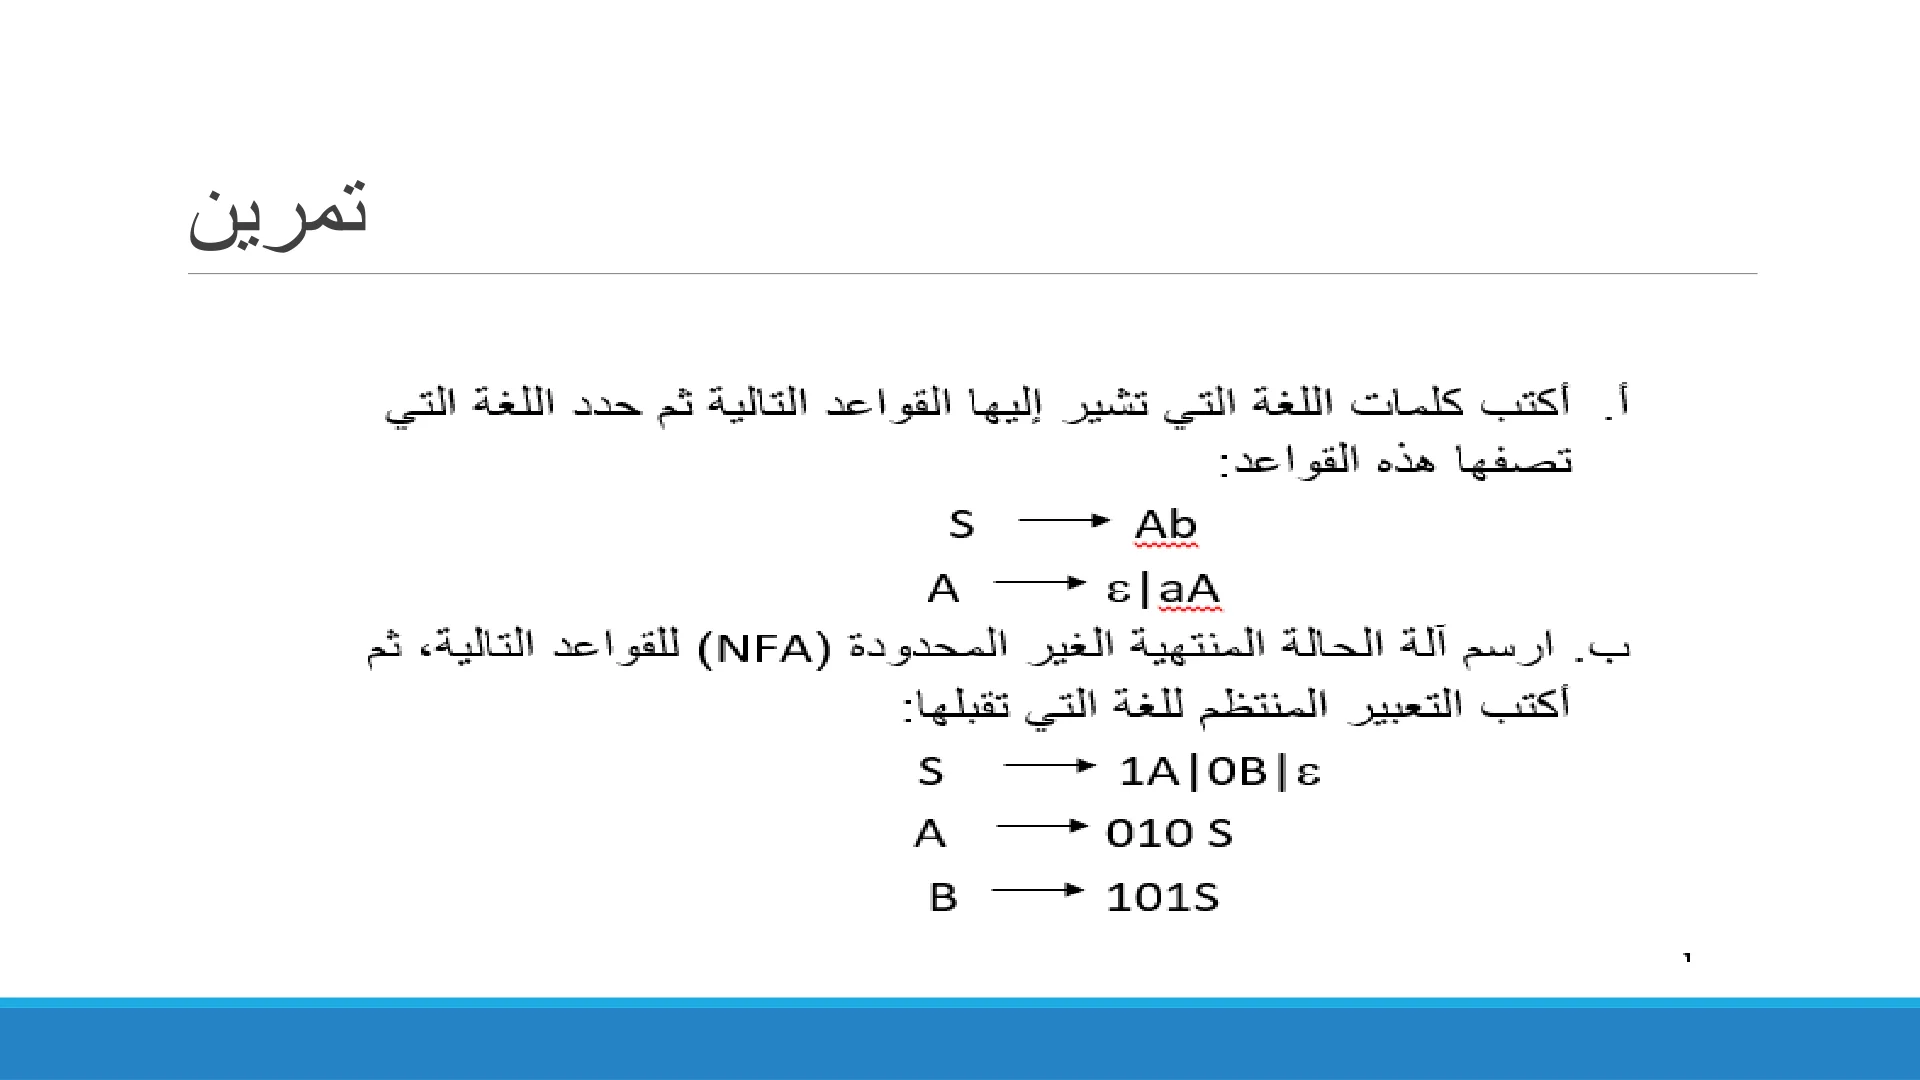 تمرين
أ. أكتب كلمات اللغة التي تشير إليها القواعد التالية ثم حدد اللغة التي
تصفها هذه القواعد:
S → Ab
A → ε|aA
ب. ارسم آلة الحالة المنتهية الغير المحدودة (NFA) للقواعد التالية، ثم
أكتب التعبير المنتظم للغة التي تقبلها:
S → 1A|0B|ε
A → 010 S
B → 101S